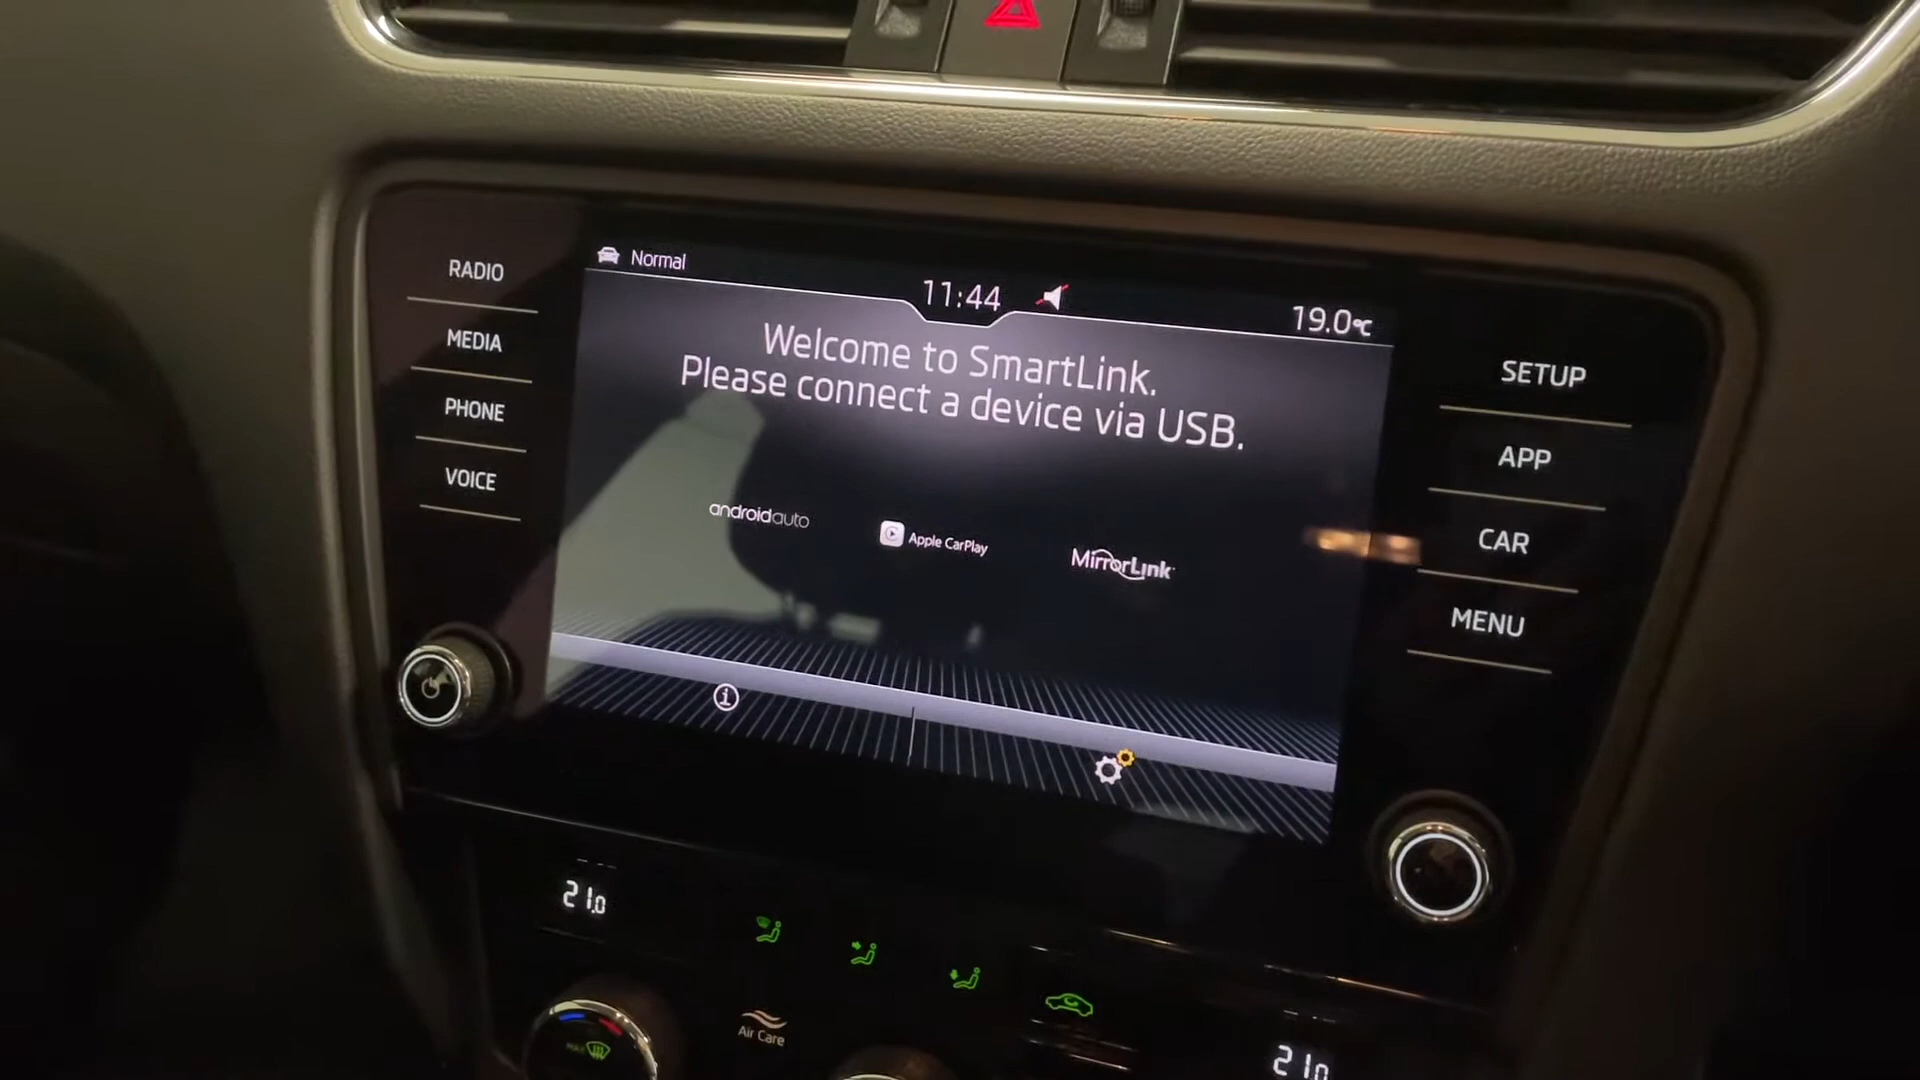 Normal
11:44
19.0°C
RADIO
MEDIA
PHONE
VOICE
Welcome to SmartLink.
Please connect a device via USB.
androidauto
Apple CarPlay
MirrorLink
SETUP
APP
CAR
MENU
21.0
Air Care
MAX
21.0